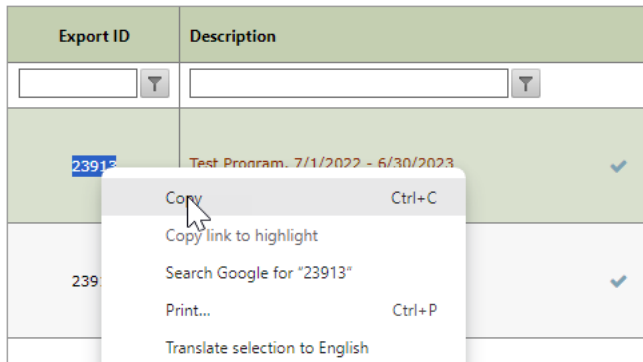 Export ID Description
23913 Test Program, 7/1/2022 - 6/30/2023
Copy Ctrl+C
Copy link to highlight
Search Google for “23913”
Print... Ctrl+P
Translate selection to English